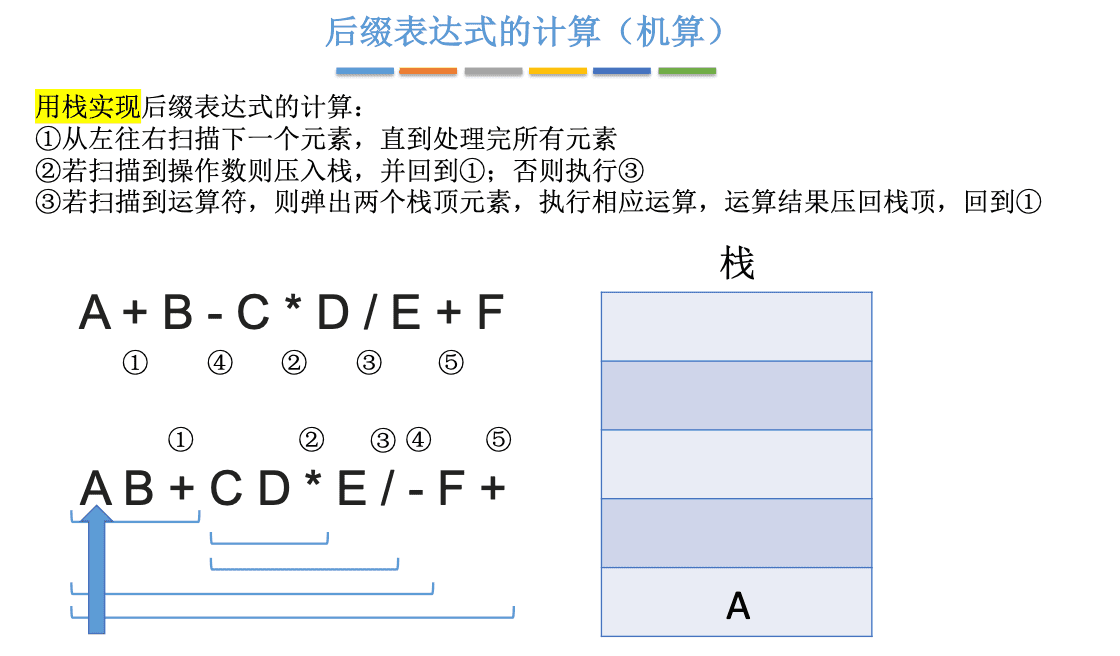 后缀表达式的计算（机算）
用栈实现后缀表达式的计算：
①从左往右扫描下一个元素，直到处理完所有元素
②若扫描到操作数则压入栈，并回到①；否则执行③
③若扫描到运算符，则弹出两个栈顶元素，执行相应运算，运算结果压回栈顶，回到①
A + B - C * D / E + F
① ④ ② ③ ⑤
① ② ③ ④ ⑤
A B + C D * E / - F +
栈
A